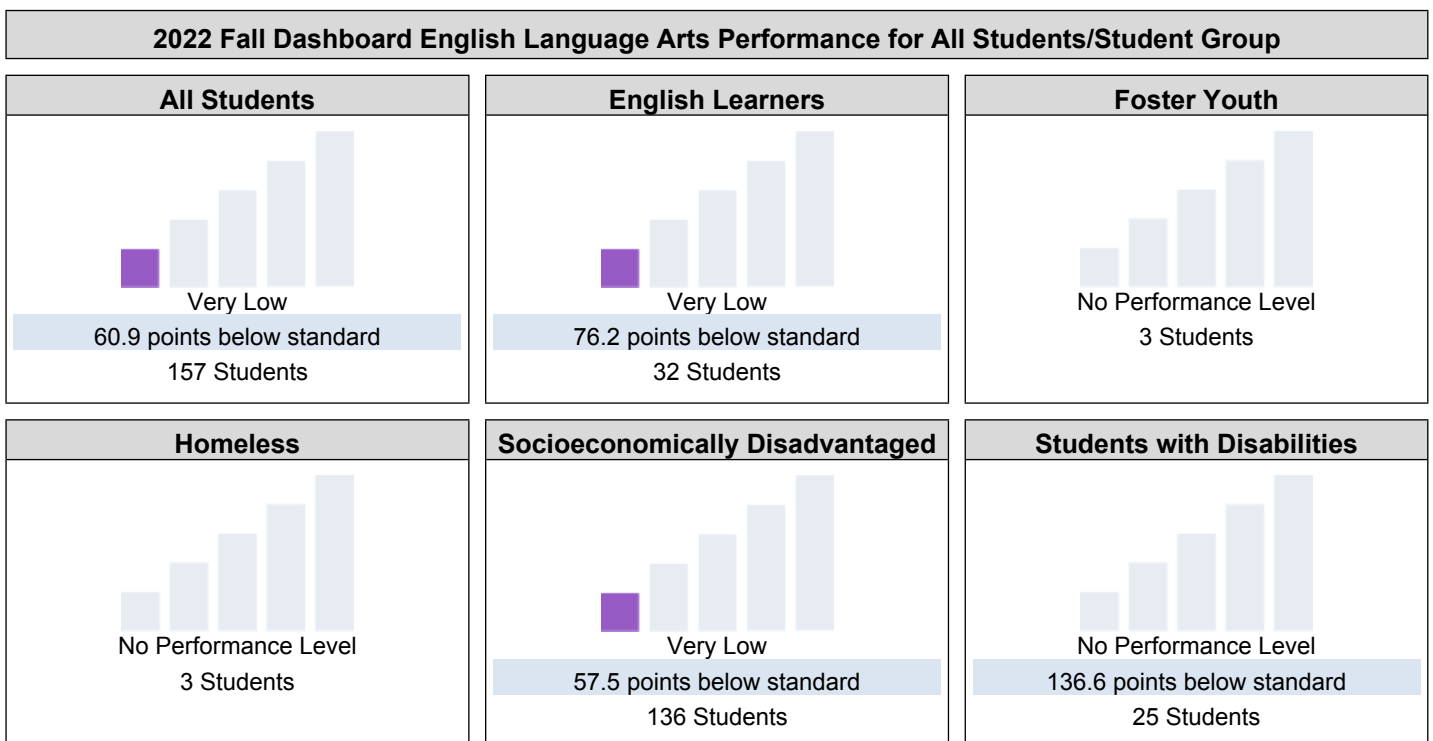 2022 Fall Dashboard English Language Arts Performance for All Students/Student Group
All Students
Very Low
60.9 points below standard
157 Students
English Learners
Very Low
76.2 points below standard
32 Students
Foster Youth
No Performance Level
3 Students
Homeless
No Performance Level
3 Students
Socioeconomically Disadvantaged
Very Low
57.5 points below standard
136 Students
Students with Disabilities
No Performance Level
136.6 points below standard
25 Students